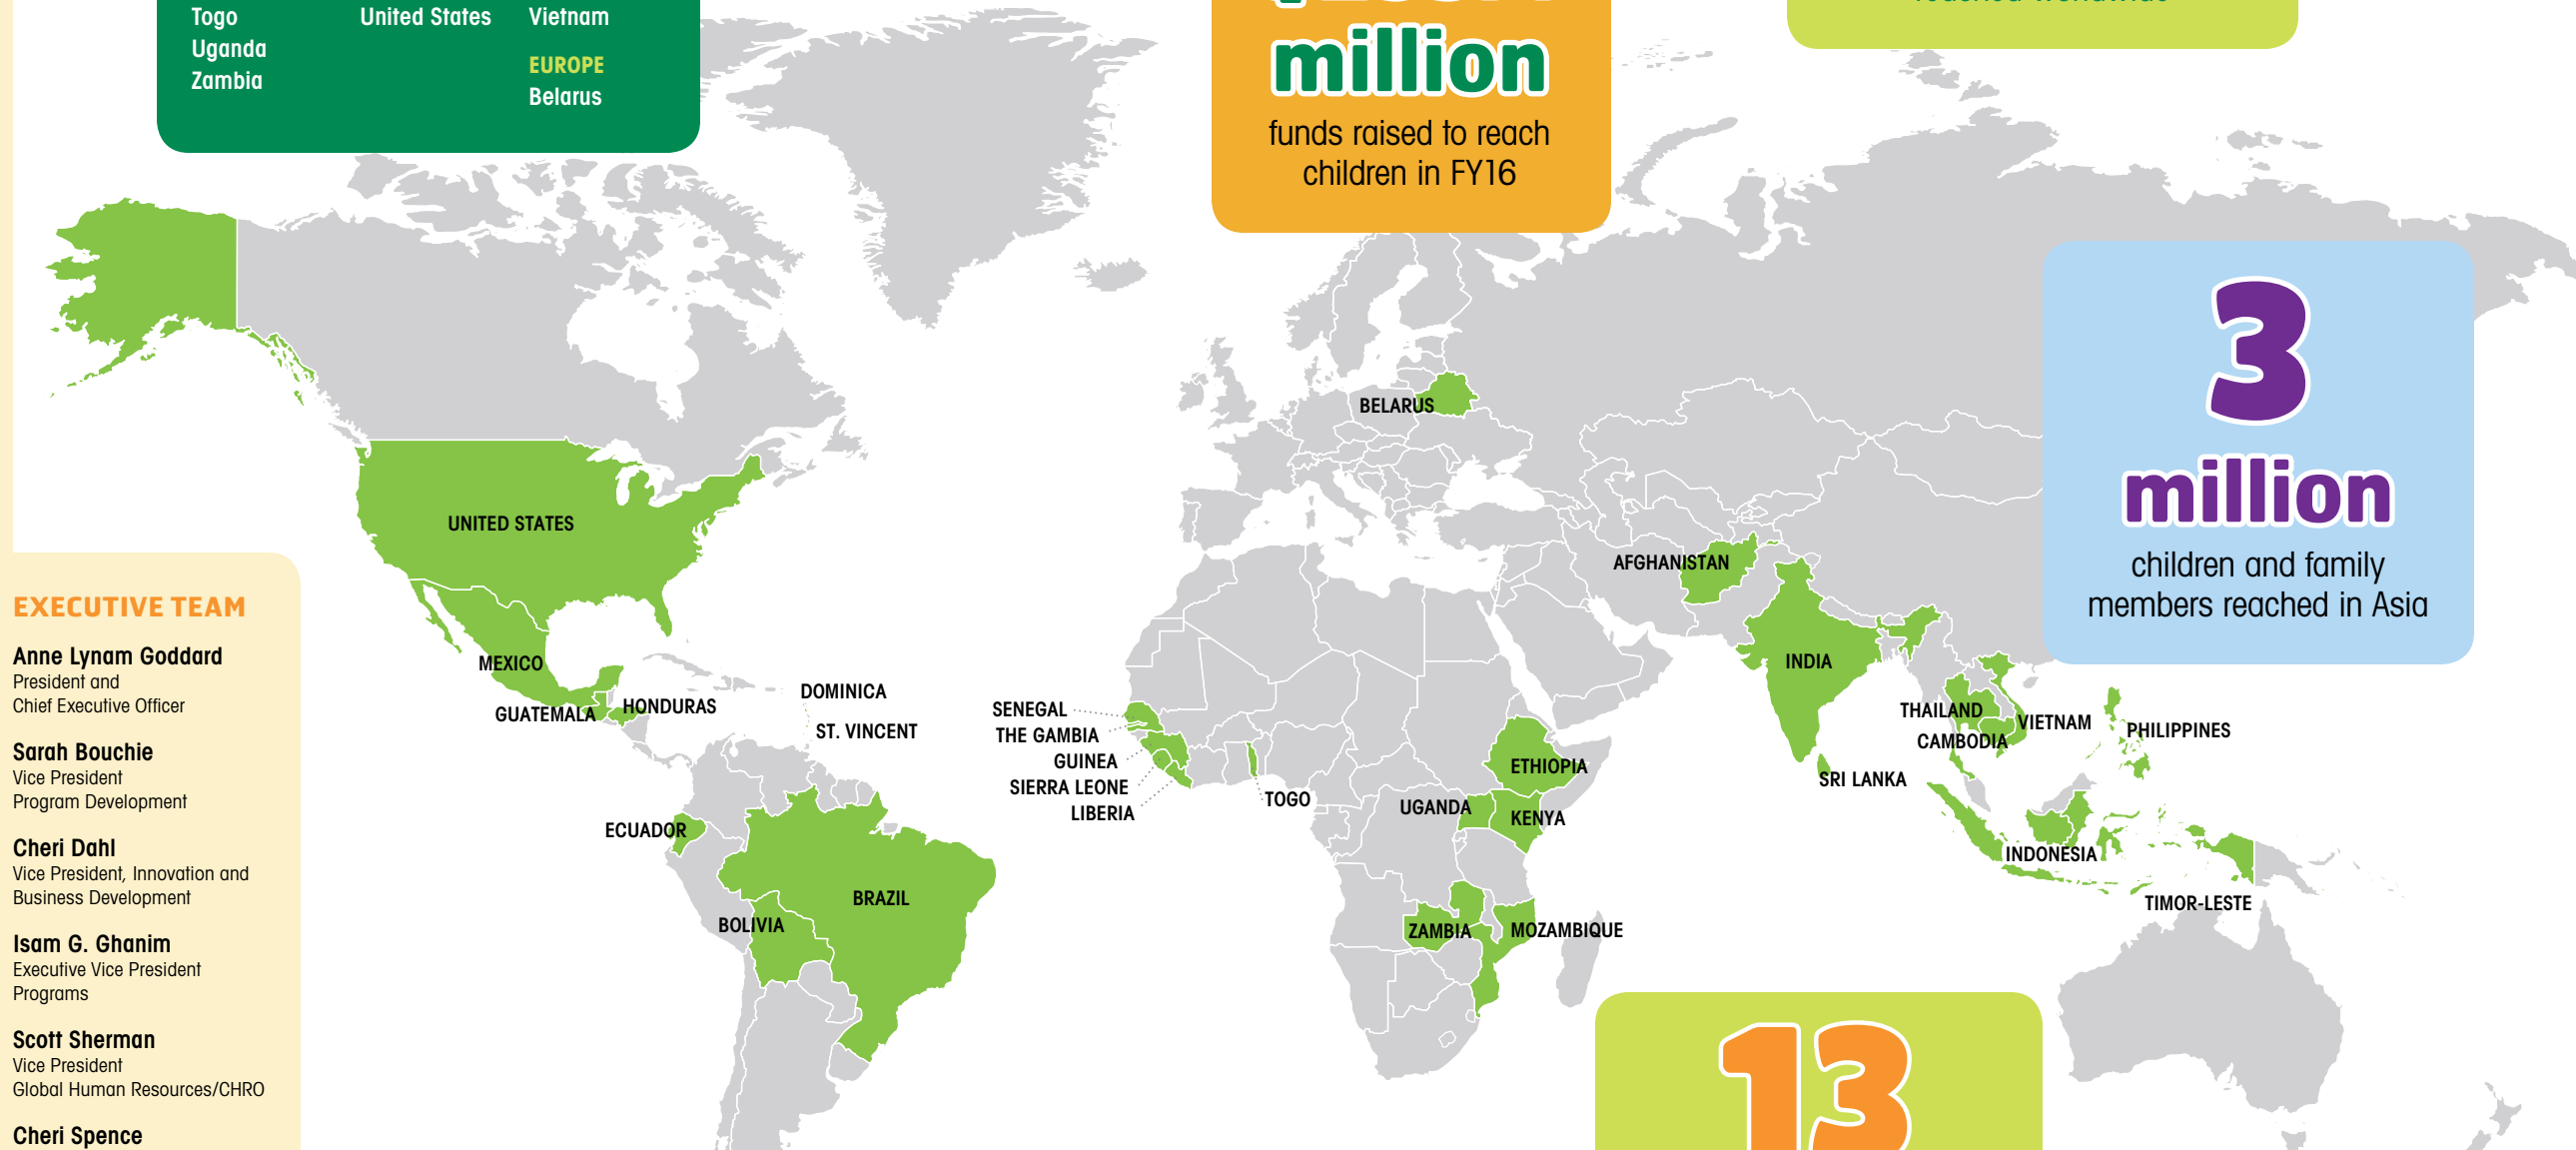 Togo
Uganda
Zambia
United States
Vietnam
EUROPE
Belarus
million
funds raised to reach
children in FY16
3
million
children and family
members reached in Asia
BELARUS
UNITED STATES
AFGHANISTAN
MEXICO
GUATEMALA
HONDURAS
DOMINICA
ST. VINCENT
SENEGAL
THE GAMBIA
GUINEA
SIERRA LEONE
LIBERIA
TOGO
ETHIOPIA
UGANDA
KENYA
INDIA
THAILAND
VIETNAM
CAMBODIA
PHILIPPINES
SRI LANKA
ECUADOR
BRAZIL
BOLIVIA
INDONESIA
TIMOR-LESTE
ZAMBIA
MOZAMBIQUE
13
EXECUTIVE TEAM
Anne Lynam Goddard
President and
Chief Executive Officer
Sarah Bouchie
Vice President
Program Development
Cheri Dahl
Vice President, Innovation and
Business Development
Isam G. Ghanim
Executive Vice President
Programs
Scott Sherman
Vice President
Global Human Resources/CHRO
Cheri Spence